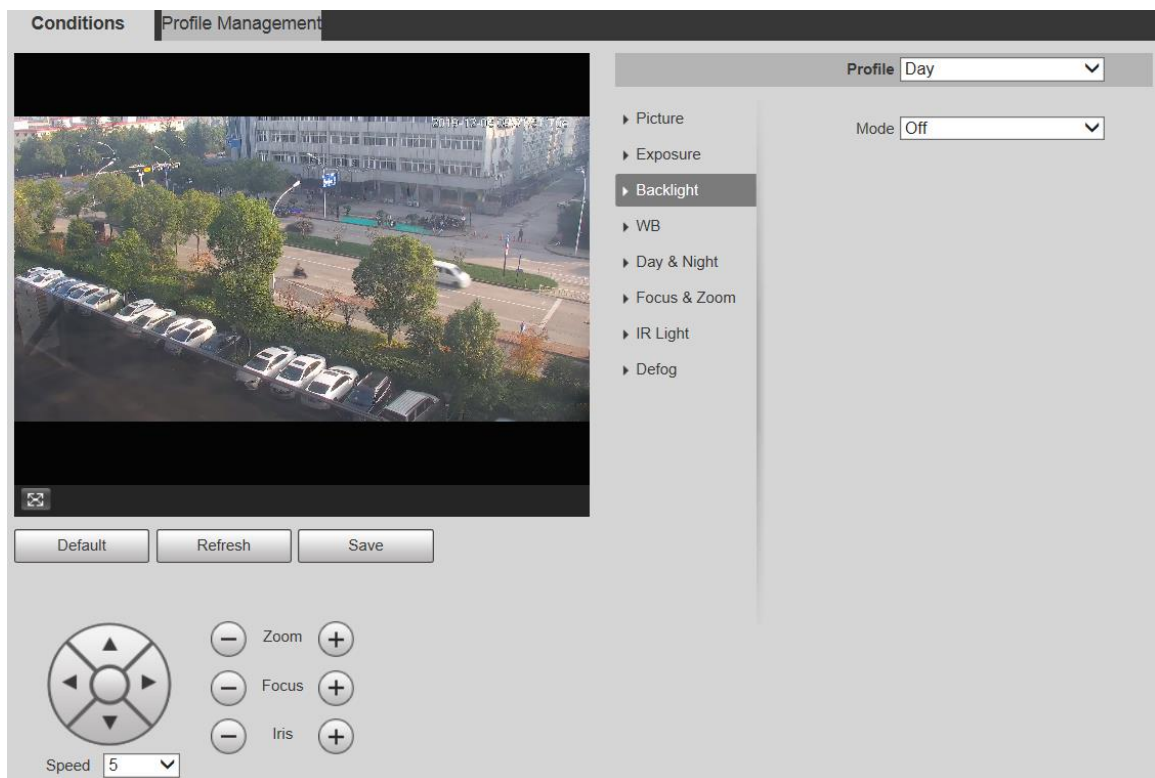 Conditions
Profile Management
Profile Day
Picture
Mode Off
Exposure
Backlight
WB
Day & Night
Focus & Zoom
IR Light
Defog
Default Refresh Save
Zoom
Focus
Iris
Speed 5